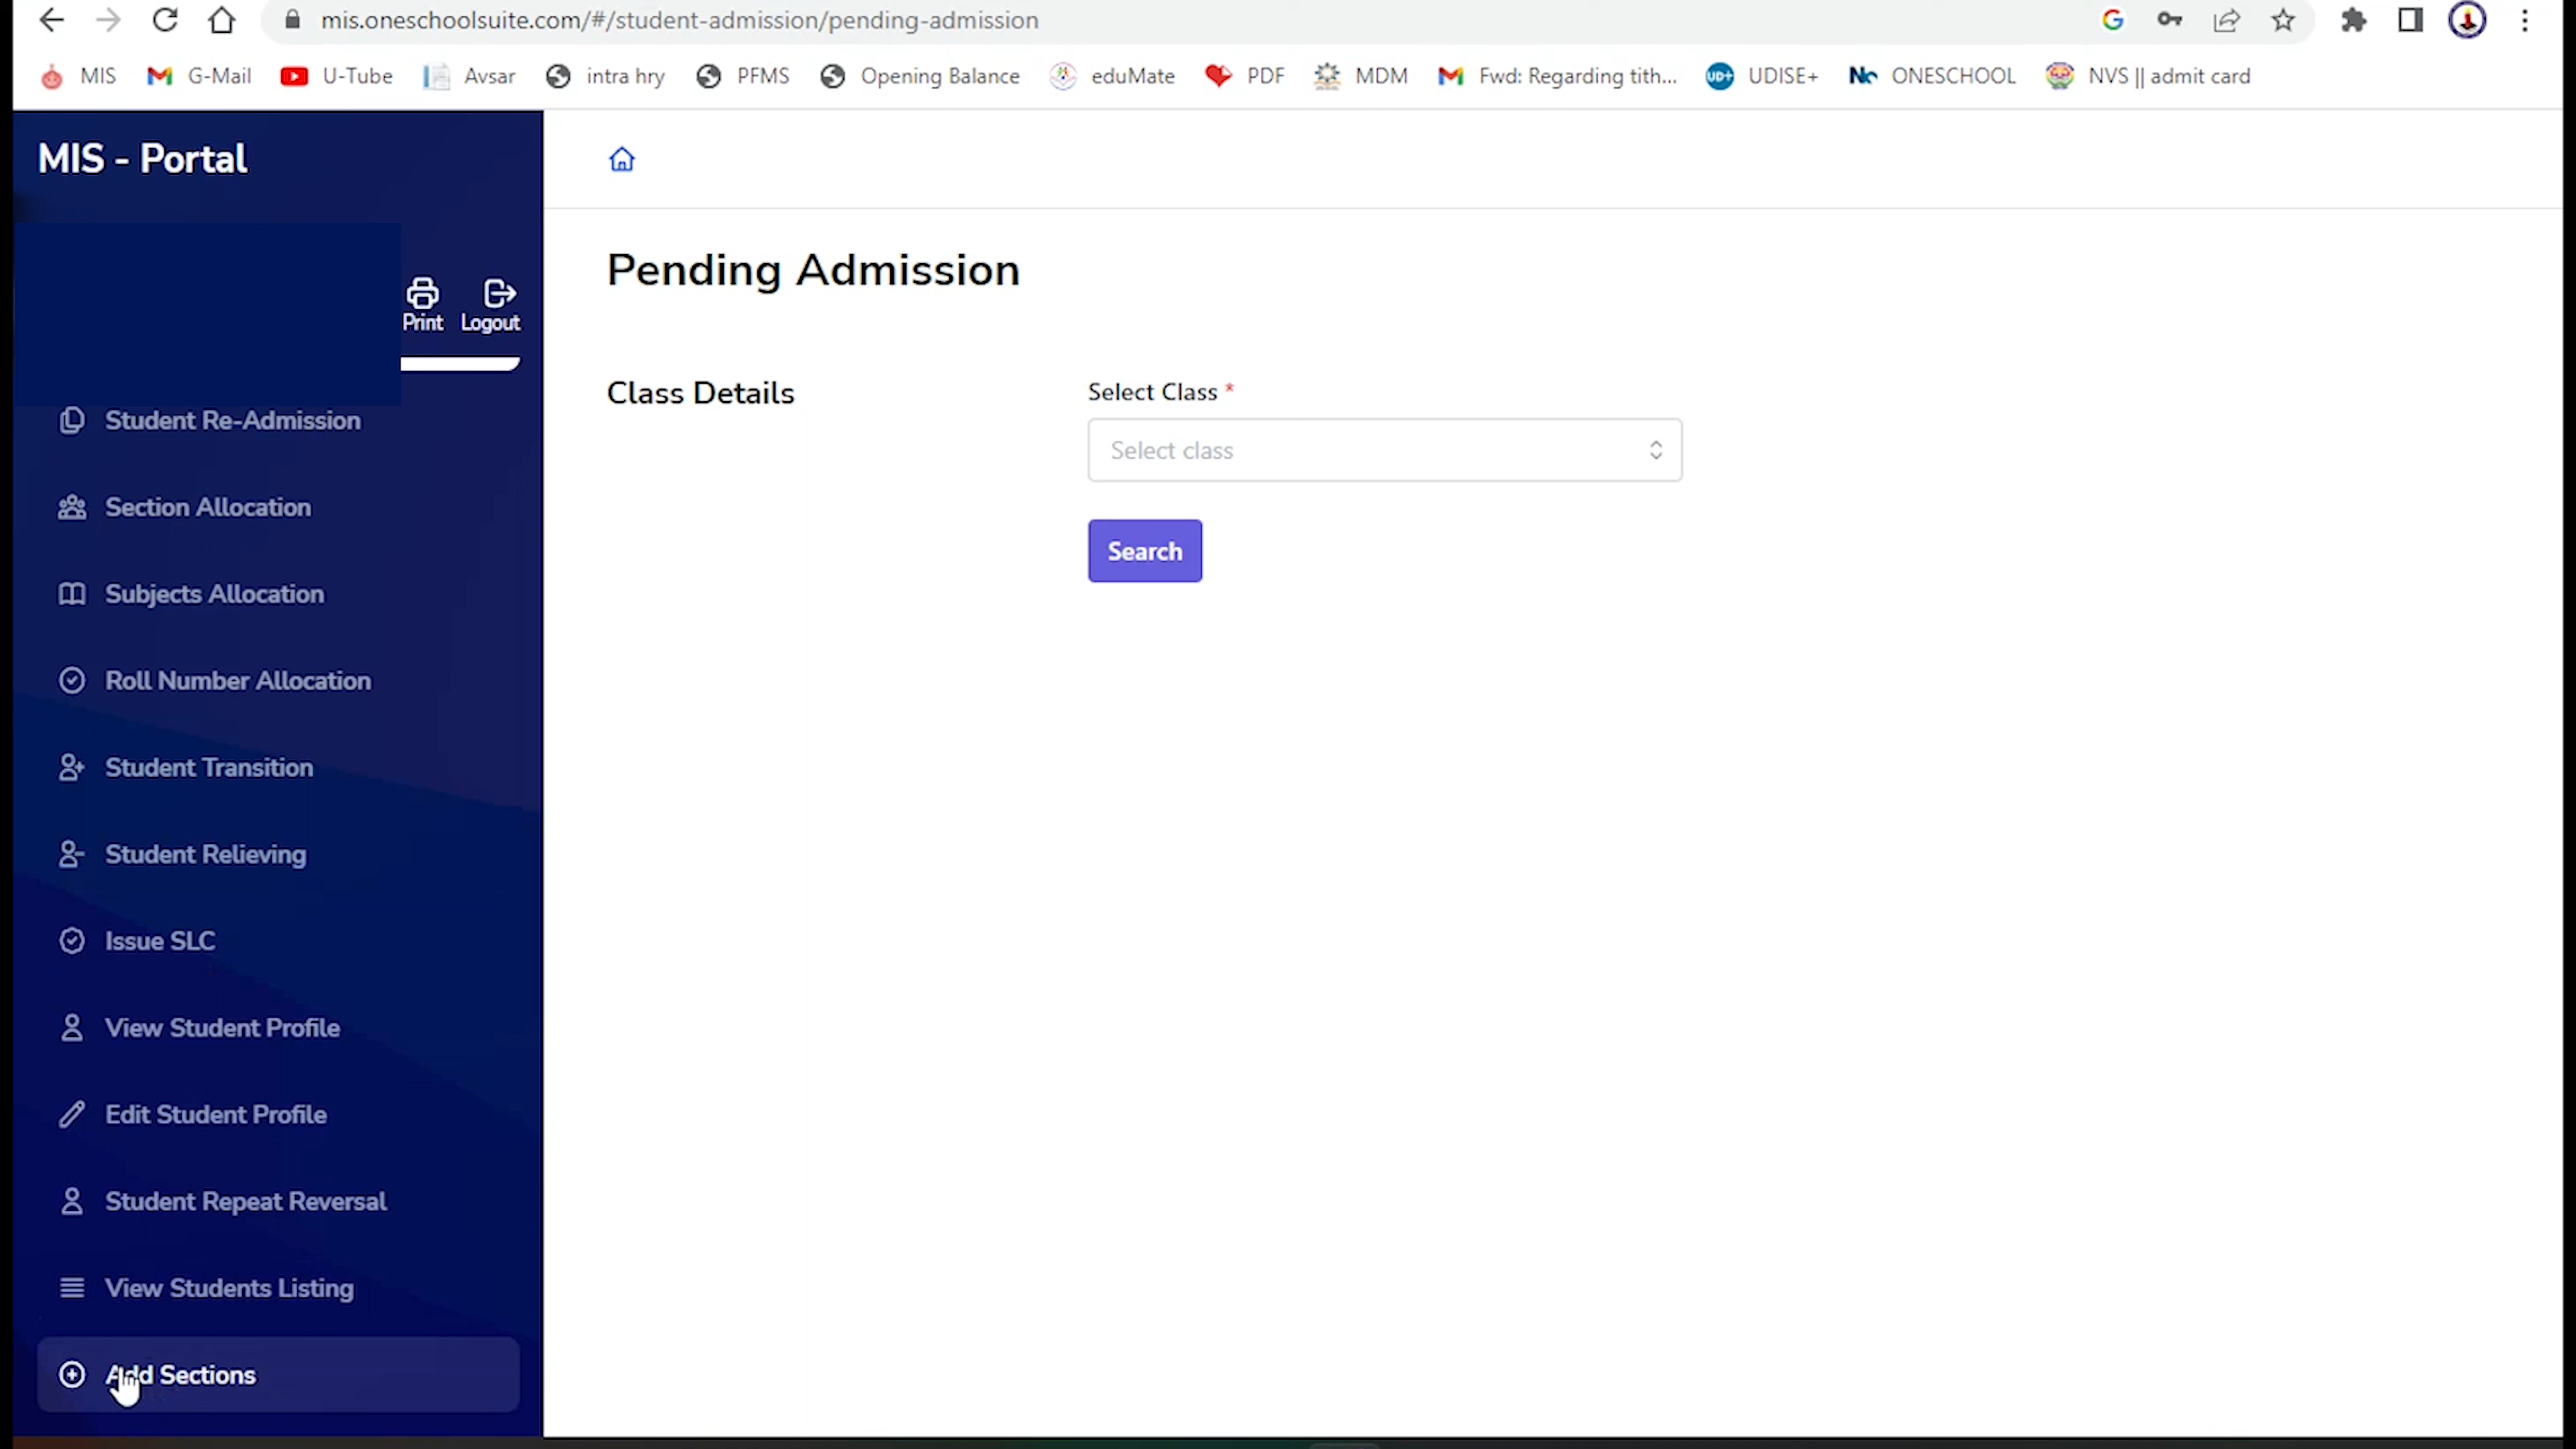 mis.oneschoolsuite.com/#/student-admission/pending-admission
MIS G-Mail U-Tube Avsar intra hry PFMS Opening Balance eduMate PDF MDM Fwd: Regarding tith... UD+ UDISE+ ONESCHOOL NVS || admit card
MIS - Portal
Print Logout
Student Re-Admission
Section Allocation
Subjects Allocation
Roll Number Allocation
Student Transition
Student Relieving
Issue SLC
View Student Profile
Edit Student Profile
Student Repeat Reversal
View Students Listing
Add Sections
Pending Admission
Class Details
Select Class *
Select class
Search